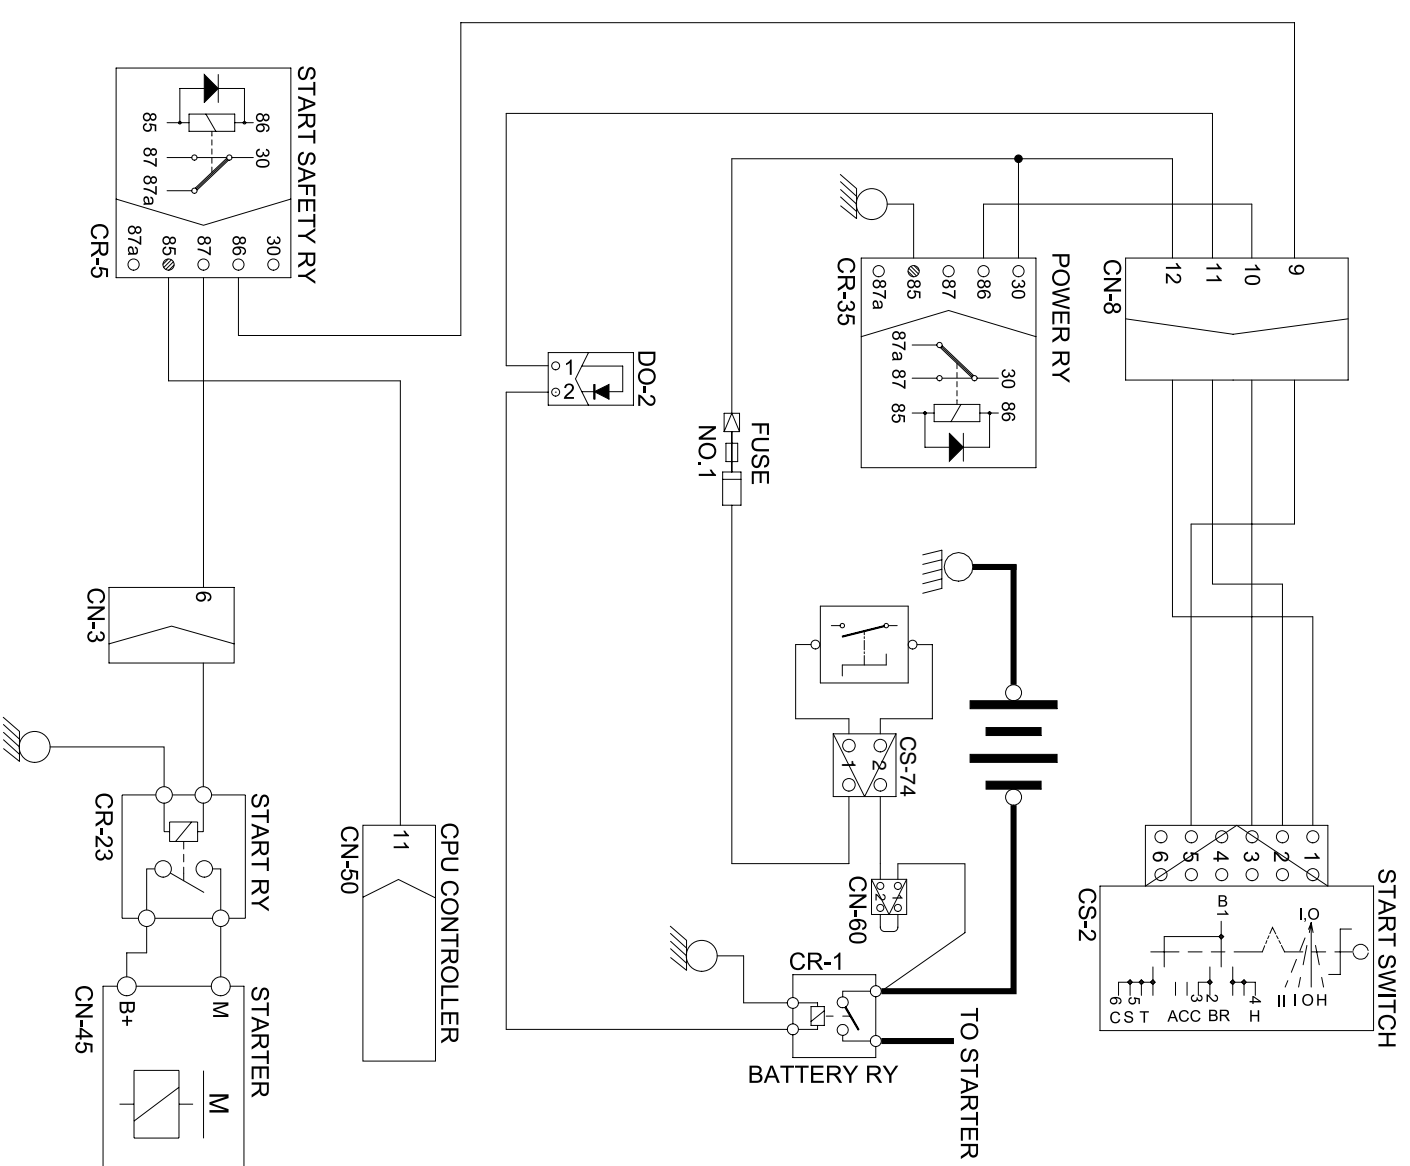 START SAFETY RY
CR-5
86
85
30
87
87a
87a
85
87
86
30
POWER RY
CR-35
87a
85
87
86
30
87a
87
85
30
86
CN-8
12
11
10
9
DO-2
1
2
FUSE
NO.1
CN-3
6
CS-74
1
2
CN-60
2
1
START SWITCH
CS-2
6
5
4
3
2
1
B
1
I,O
II I O H
6
5
3
2
4
C S T
ACC
BR
H
START RY
CR-23
CPU CONTROLLER
CN-50
11
CR-1
BATTERY RY
TO STARTER
STARTER
CN-45
B+
M
M